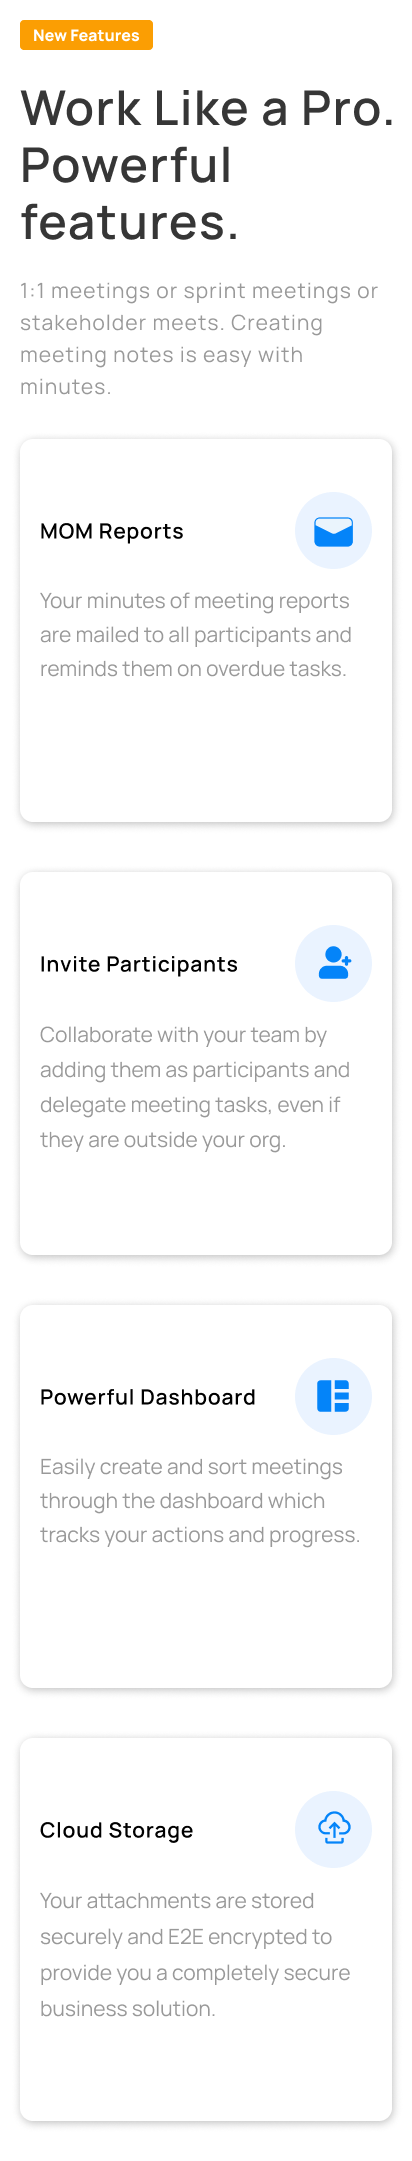 New Features
Work Like a Pro.
Powerful
features.
1:1 meetings or sprint meetings or
stakeholder meets. Creating
meeting notes is easy with
minutes.
MOM Reports
Your minutes of meeting reports
are mailed to all participants and
reminds them on overdue tasks.
Invite Participants
Collaborate with your team by
adding them as participants and
delegate meeting tasks, even if
they are outside your org.
Powerful Dashboard
Easily create and sort meetings
through the dashboard which
tracks your actions and progress.
Cloud Storage
Your attachments are stored
securely and E2E encrypted to
provide you a completely secure
business solution.